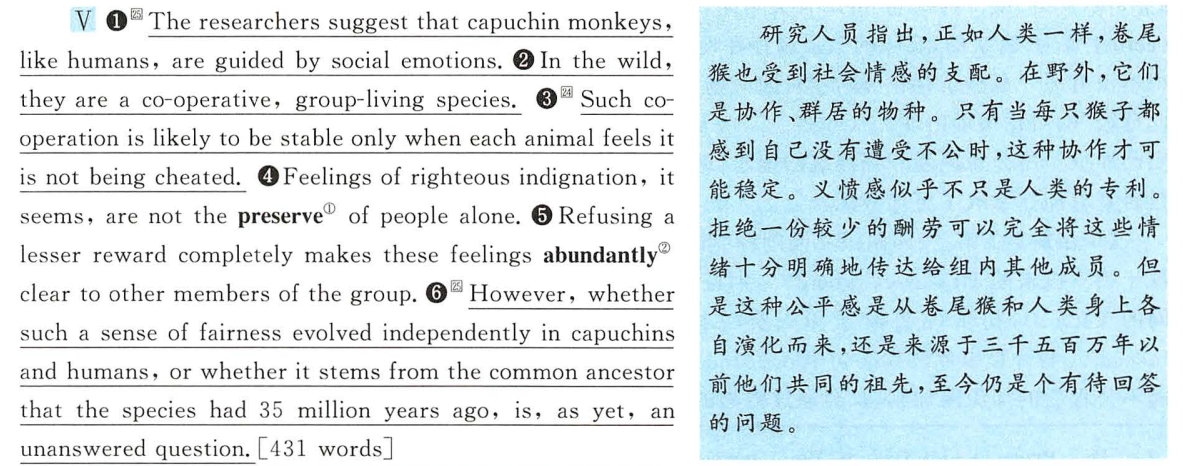 V ❶㉕ The researchers suggest that capuchin monkeys,
like humans, are guided by social emotions. ❷ In the wild,
they are a co-operative, group-living species. ❸㉔ Such co-
operation is likely to be stable only when each animal feels it
is not being cheated. ❹ Feelings of righteous indignation, it
seems, are not the preserve① of people alone. ❺ Refusing a
lesser reward completely makes these feelings abundantly②
clear to other members of the group. ❻㉕ However, whether
such a sense of fairness evolved independently in capuchins
and humans, or whether it stems from the common ancestor
that the species had 35 million years ago, is, as yet, an
unanswered question. [431 words]
研究人员指出,正如人类一样,卷尾
猴也受到社会情感的支配。在野外,它们
是协作、群居的物种。只有当每只猴子都
感到自己没有遭受不公时,这种协作才可
能稳定。义愤感似乎不只是人类的专利。
拒绝一份较少的酬劳可以完全将这些情
绪十分明确地传达给组内其他成员。但
是这种公平感是从卷尾猴和人类身上各
自演化而来,还是来源于三千五百万年以
前他们共同的祖先,至今仍是个有待回答
的问题。